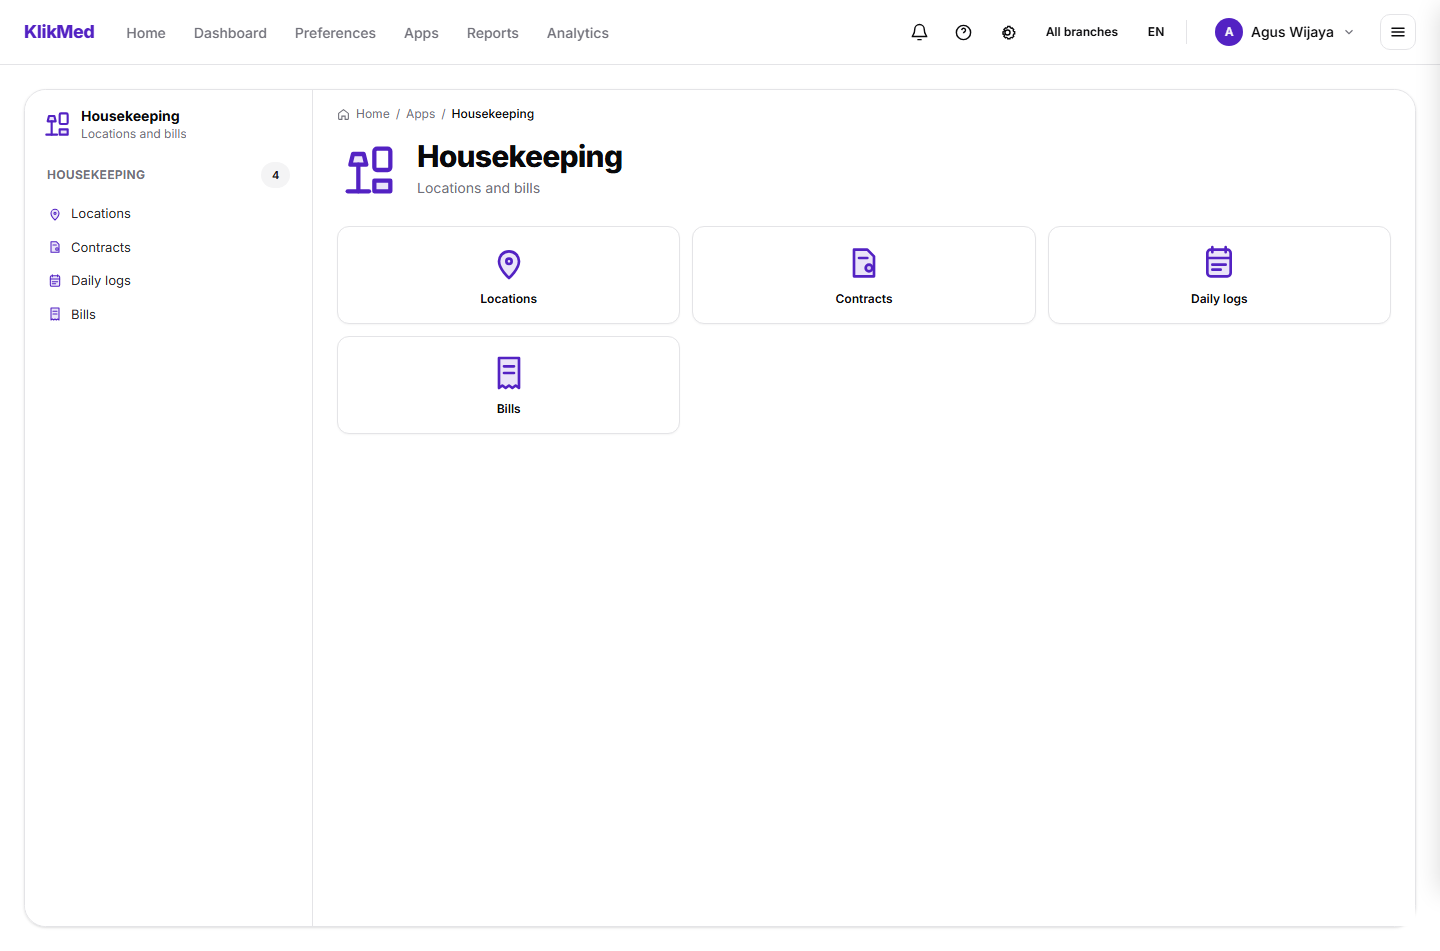 KlikMed
Home
Dashboard
Preferences
Apps
Reports
Analytics
All branches
EN
A
Agus Wijaya
Housekeeping
Locations and bills
HOUSEKEEPING
4
Locations
Contracts
Daily logs
Bills
Home / Apps / Housekeeping
Housekeeping
Locations and bills
Locations
Contracts
Daily logs
Bills